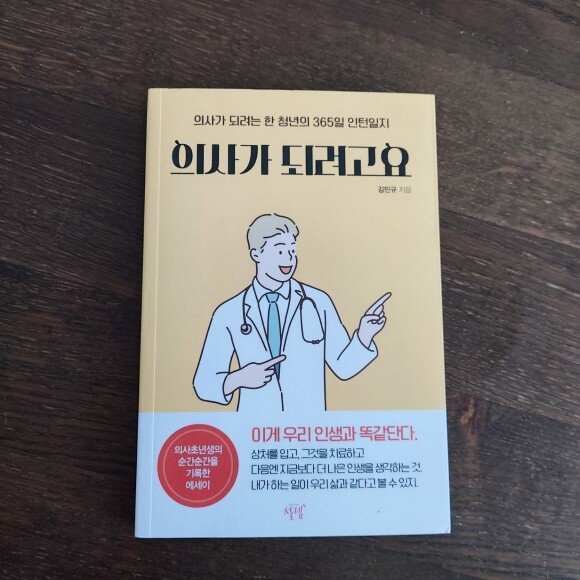 의사가 되려는 한 청년의 365일 인턴일지
의사가 되려고요
김민규 지음
이게 우리 인생과 똑같단다.
상처를 입고, 그것을 치료하고
다음엔 지금보다 더 나은 인생을 생각하는 것.
내가 하는 일이 우리 삶과 같다고 볼 수 있지.
의사초년생의
순간순간을
기록한
에세이
설렘